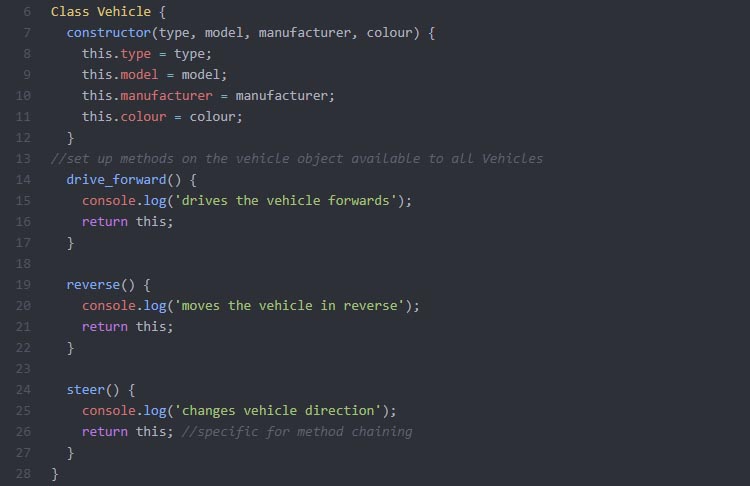 6 Class Vehicle {
7   constructor(type, model, manufacturer, colour) {
8     this.type = type;
9     this.model = model;
10     this.manufacturer = manufacturer;
11     this.colour = colour;
12   }
13 //set up methods on the vehicle object available to all Vehicles
14   drive_forward() {
15     console.log('drives the vehicle forwards');
16     return this;
17   }
18
19   reverse() {
20     console.log('moves the vehicle in reverse');
21     return this;
22   }
23
24   steer() {
25     console.log('changes vehicle direction');
26     return this; //specific for method chaining
27   }
28 }